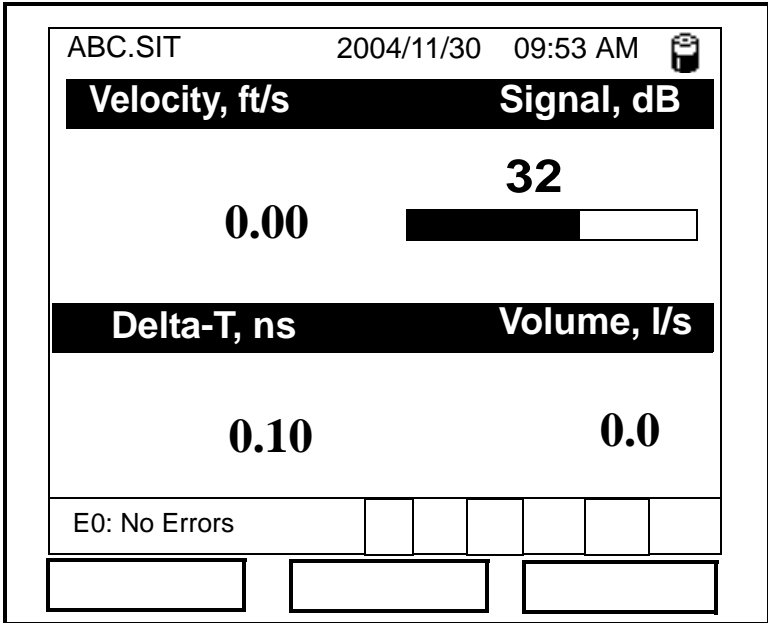 ABC.SIT 2004/11/30 09:53 AM
Velocity, ft/s Signal, dB
32
0.00
Delta-T, ns Volume, l/s
0.10 0.0
E0: No Errors